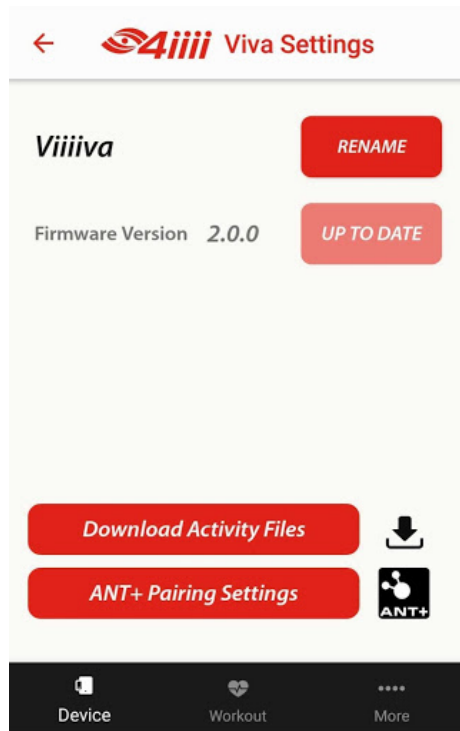 4iiii Viva Settings
Viiiiva
RENAME
Firmware Version 2.0.0
UP TO DATE
Download Activity Files
ANT+ Pairing Settings
ANT+
Device
Workout
More